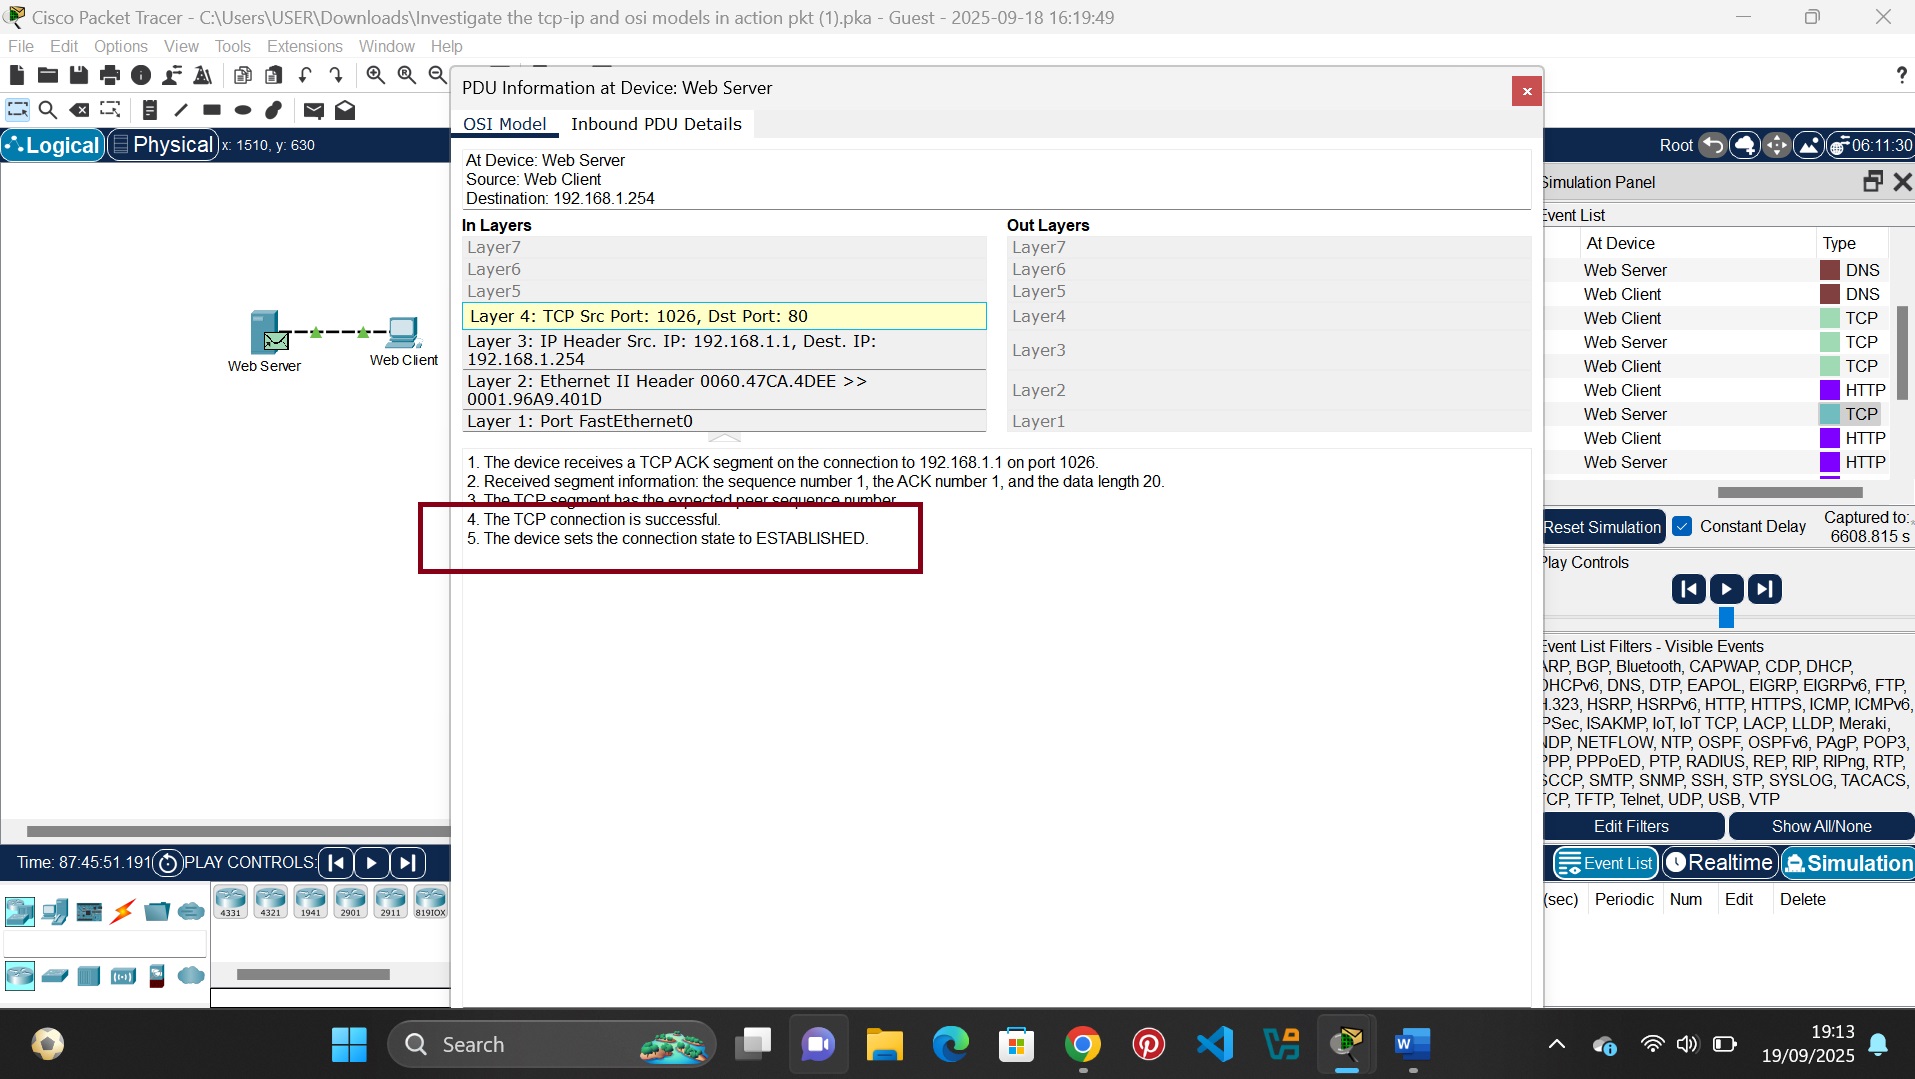 Cisco Packet Tracer - C:\Users\USER\Downloads\Investigate the tcp-ip and osi models in action pkt (1).pka - Guest - 2025-09-18 16:19:49
File Edit Options View Tools Extensions Window Help
?
Logical Physical x: 1510, y: 630
Root 06:11:30
Web Server
Web Client
PDU Information at Device: Web Server
OSI Model Inbound PDU Details
At Device: Web Server
Source: Web Client
Destination: 192.168.1.254
In Layers
Layer7
Layer6
Layer5
Layer 4: TCP Src Port: 1026, Dst Port: 80
Layer 3: IP Header Src. IP: 192.168.1.1, Dest. IP:
192.168.1.254
Layer 2: Ethernet II Header 0060.47CA.4DEE >>
0001.96A9.401D
Layer 1: Port FastEthernet0
Out Layers
Layer7
Layer6
Layer5
Layer4
Layer3
Layer2
Layer1
1. The device receives a TCP ACK segment on the connection to 192.168.1.1 on port 1026.
2. Received segment information: the sequence number 1, the ACK number 1, and the data length 20.
3. The TCP segment has the expected peer sequence number.
4. The TCP connection is successful.
5. The device sets the connection state to ESTABLISHED.
Simulation Panel
Event List
At Device Type
Web Server DNS
Web Client DNS
Web Client TCP
Web Server TCP
Web Client TCP
Web Client HTTP
Web Server TCP
Web Client HTTP
Web Server HTTP
Reset Simulation Constant Delay Captured to:
6608.815 s
Play Controls
Event List Filters - Visible Events
ARP, BGP, Bluetooth, CAPWAP, CDP, DHCP,
DHCPv6, DNS, DTP, EAPOL, EIGRP, EIGRPv6, FTP,
H.323, HSRP, HSRPv6, HTTP, HTTPS, ICMP, ICMPv6,
IPSec, ISAKMP, IoT, IoT TCP, LACP, LLDP, Meraki,
NDP, NETFLOW, NTP, OSPF, OSPFv6, PAgP, POP3,
PPP, PPPoED, PTP, RADIUS, REP, RIP, RIPng, RTP,
SCCP, SMTP, SNMP, SSH, STP, SYSLOG, TACACS,
TCP, TFTP, Telnet, UDP, USB, VTP
Edit Filters Show All/None
Event List Realtime Simulation
(sec) Periodic Num Edit Delete
Time: 87:45:51.191 PLAY CONTROLS:
4331 4321 1941 2901 2911 819IOX
Search
19:13
19/09/2025